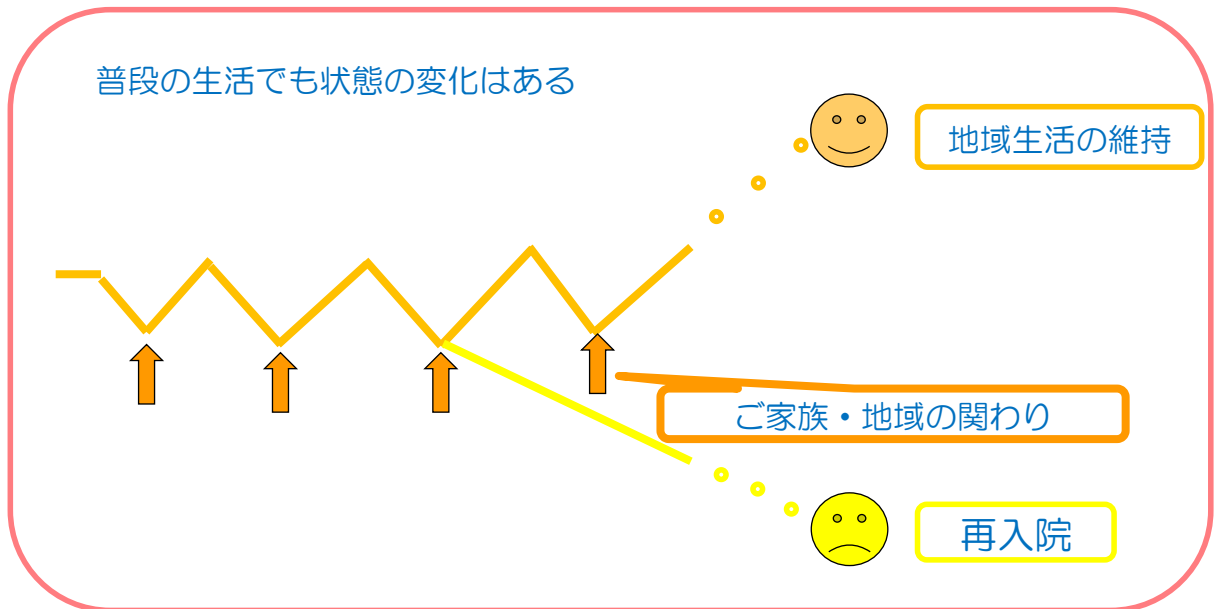 普段の生活でも状態の変化はある
地域生活の維持
ご家族・地域の関わり
再入院